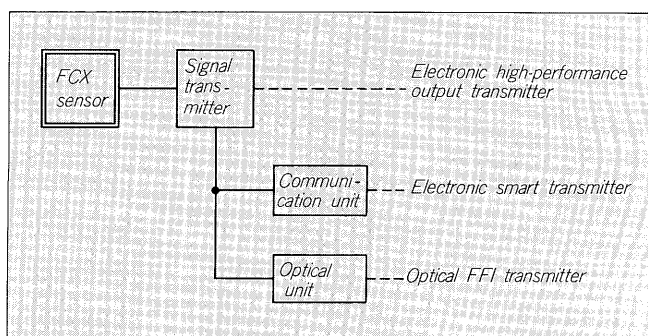 FCX
sensor
Signal
trans-
mitter
Electronic high-performance
output transmitter
Communi-
cation unit
Electronic smart transmitter
Optical
unit
Optical FFI transmitter